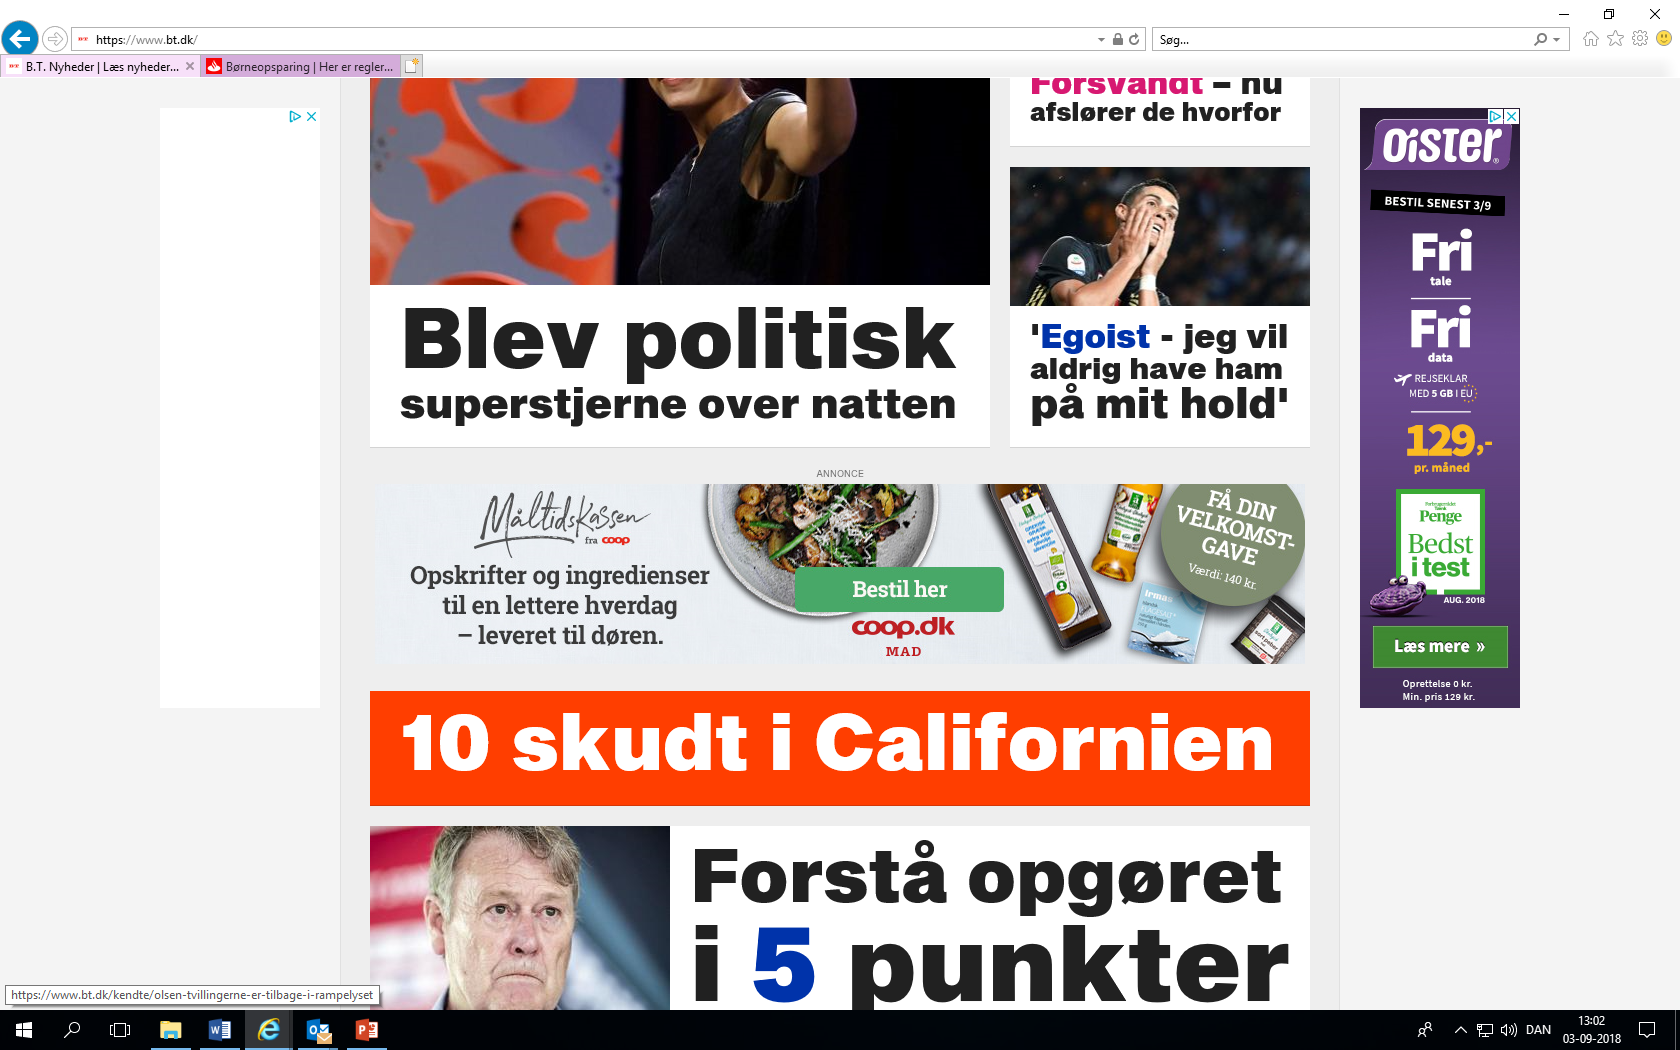 https://www.bt.dk/
Søg...
B.T. Nyheder | Læs nyheder...
Børneopsparing | Her er regler...
Forsvandt – nu
afslører de hvorfor
Blev politisk
superstjerne over natten
'Egoist - jeg vil
aldrig have ham
på mit hold'
ANNONCE
Måltidskassen
fra coop
Opskrifter og ingredienser
til en lettere hverdag
– leveret til døren.
Bestil her
coop.dk
MAD
FÅ DIN
VELKOMST-
GAVE
Værdi: 140 kr.
irmas
OiSTER
BESTIL SENEST 3/9
Fri
tale
Fri
data
REJSEKLAR
MED 5 GB I EU
129,-
pr. måned
Penge
Bedst
i test
AUG. 2018
Læs mere »
Oprettelse 0 kr.
Min. pris 129 kr.
10 skudt i Californien
Forstå opgøret
i 5 punkter
https://www.bt.dk/kendte/olsen-tvillingerne-er-tilbage-i-rampelyset
DAN
13:02
03-09-2018